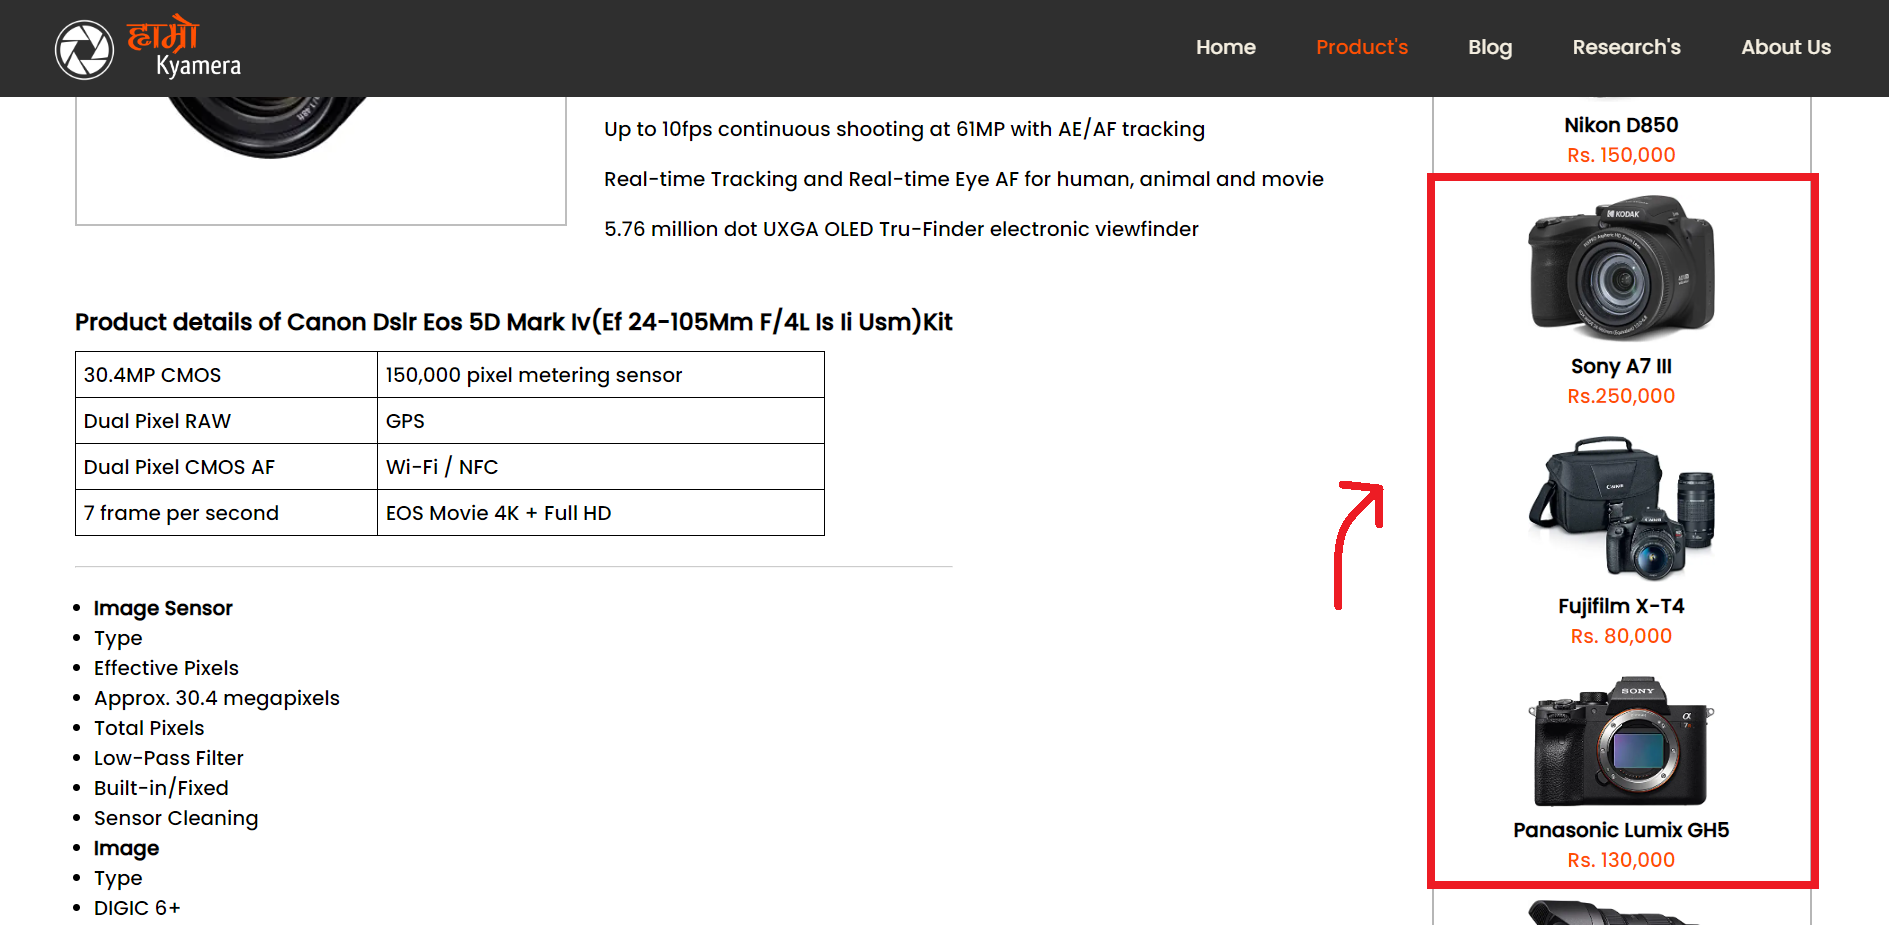 हाम्रो
Kyamera
Home
Product's
Blog
Research's
About Us
Up to 10fps continuous shooting at 61MP with AE/AF tracking
Real-time Tracking and Real-time Eye AF for human, animal and movie
5.76 million dot UXGA OLED Tru-Finder electronic viewfinder
Product details of Canon Dslr Eos 5D Mark Iv(Ef 24-105Mm F/4L Is Ii Usm)Kit
30.4MP CMOS
150,000 pixel metering sensor
Dual Pixel RAW
GPS
Dual Pixel CMOS AF
Wi-Fi / NFC
7 frame per second
EOS Movie 4K + Full HD
Image Sensor
Type
Effective Pixels
Approx. 30.4 megapixels
Total Pixels
Low-Pass Filter
Built-in/Fixed
Sensor Cleaning
Image
Type
DIGIC 6+
Nikon D850
Rs. 150,000
KODAK
Sony A7 III
Rs.250,000
Canon
Canon
Fujifilm X-T4
Rs. 80,000
SONY
α
Panasonic Lumix GH5
Rs. 130,000